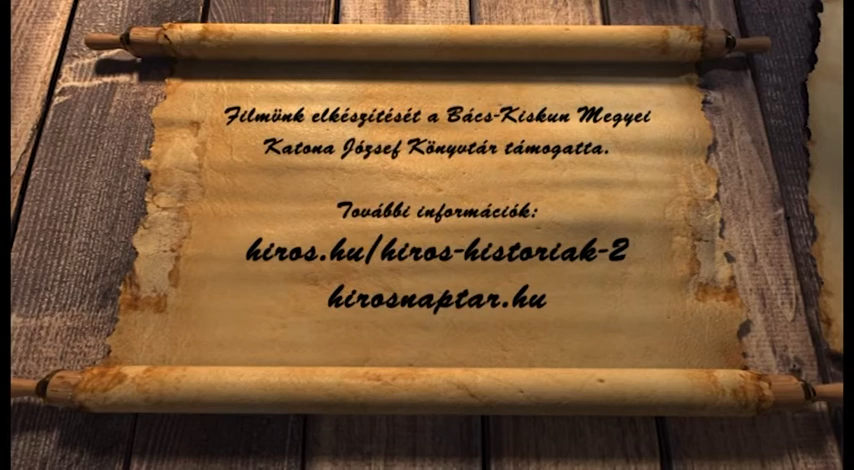 Filmünk elkészítését a Bács-Kiskun Megyei
Katona József Könyvtár támogatta.
További információk:
hiros.hu/hiros-historiak-2
hirosnaptar.hu